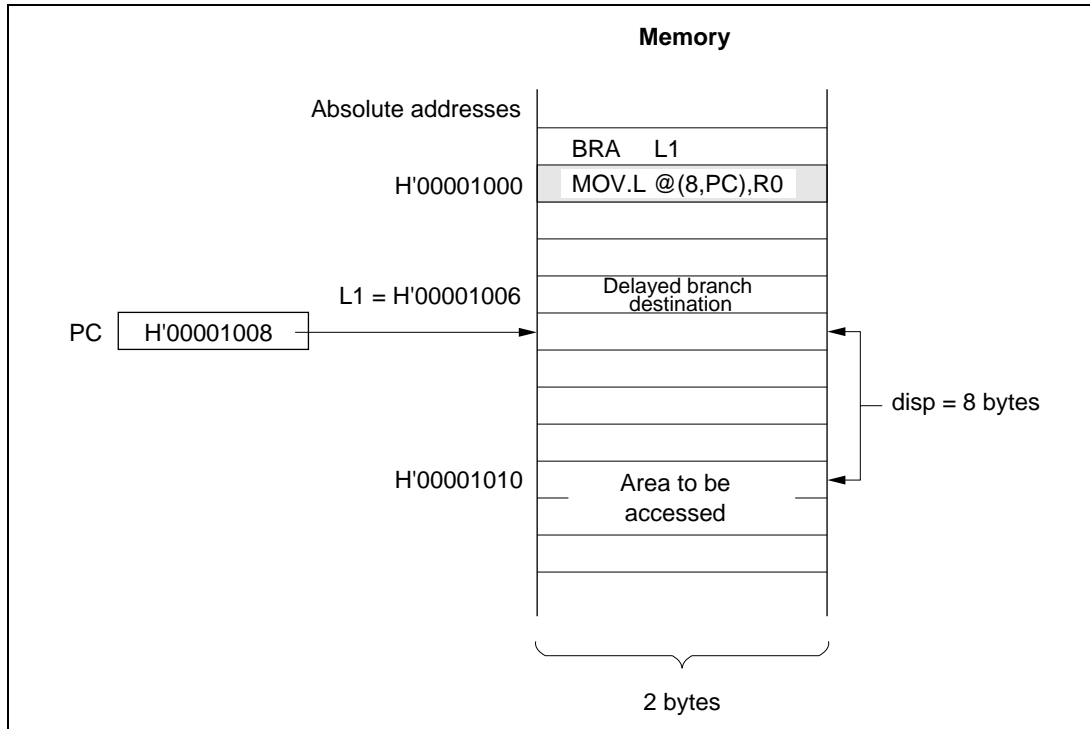 Memory
Absolute addresses
BRA L1
H'00001000 MOV.L @(8,PC),R0
L1 = H'00001006 Delayed branch
destination
PC H'00001008
disp = 8 bytes
H'00001010 Area to be
accessed
2 bytes